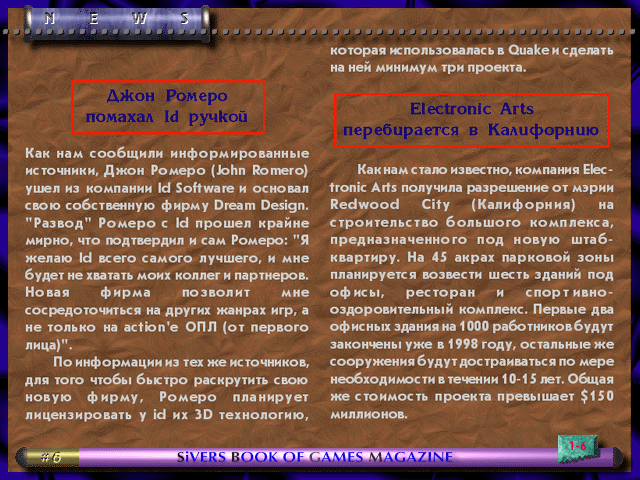 NEWS
Джон Ромеро
помахал Id ручкой
Как нам сообщили информированные
источники, Джон Ромеро (John Romero)
ушел из компании Id Software и основал
свою собственную фирму Dream Design.
"Развод" Ромеро с Id прошел крайне
мирно, что подтвердил и сам Ромеро: "Я
желаю Id всего самого лучшего, и мне
будет не хватать моих коллег и партнеров.
Новая фирма позволит мне
сосредоточиться на других жанрах игр, а
не только на action'е ОПЛ (от первого
лица)".
По информации из тех же источников,
для того чтобы быстро раскрутить свою
новую фирму, Ромеро планирует
лицензировать у id их 3D технологию,
которая использовалась в Quake и сделать
на ней минимум три проекта.
Electronic Arts
перебирается в Калифорнию
Как нам стало известно, компания Elec-
tronic Arts получила разрешение от мэрии
Redwood City (Калифорния) на
строительство большого комплекса,
предназначенного под новую штаб-
квартиру. На 45 акрах парковой зоны
планируется возвести шесть зданий под
офисы, ресторан и спортивно-
оздоровительный комплекс. Первые два
офисных здания на 1000 работников будут
закончены уже в 1998 году, остальные же
сооружения будут достраиваться по мере
необходимости в течении 10-15 лет. Общая
же стоимость проекта превышает $150
миллионов.
#6
SiVERS BOOK OF GAMES MAGAZINE
1-6